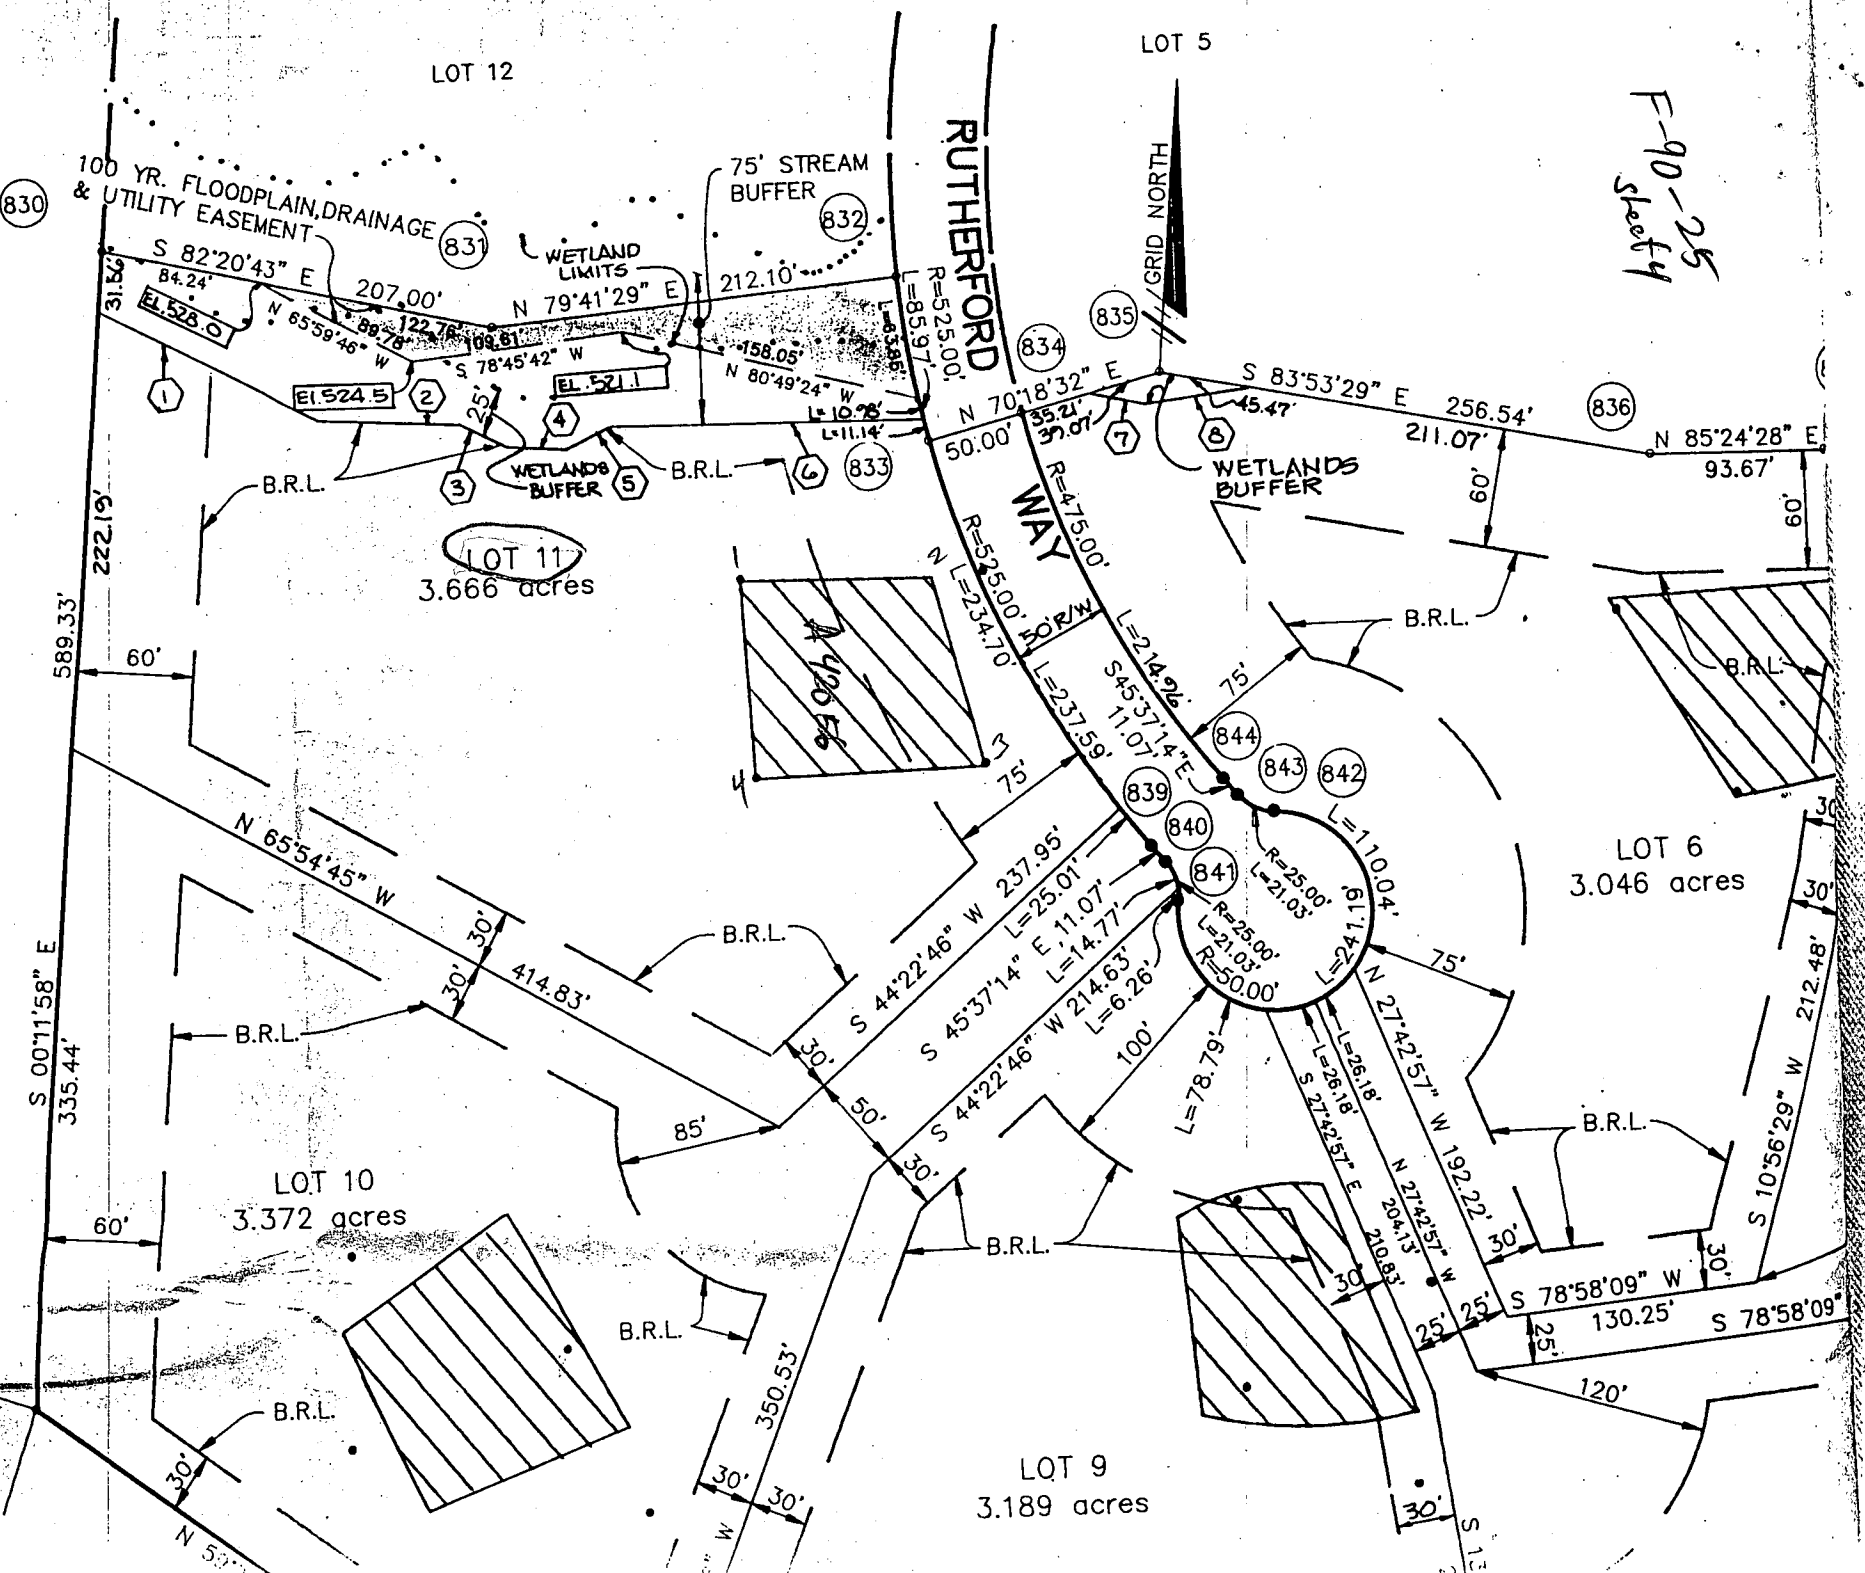 LOT 12
LOT 5
F-90-25
sheet 4
RUTHERFORD
WAY
GRID NORTH
100 YR. FLOODPLAIN, DRAINAGE
& UTILITY EASEMENT
75' STREAM
BUFFER
WETLAND
LIMITS
830
831
832
833
834
835
836
S 82°20'43" E
207.00'
84.24'
122.76'
31.56'
EL.528.0
N 65°59'46" W
89.78'
109.61'
S 78°45'42" W
N 79°41'29" E
212.10'
158.05'
N 80°49'24" W
El.524.5
EL.521.1
25'
R=525.00'
L=85.97'
L=63.85'
L=10.98'
L=11.14'
N 70°18'32" E
50.00'
35.21'
39.07'
S 83°53'29" E
256.54'
45.47'
211.07'
N 85°24'28" E
93.67'
60'
60'
1
2
3
4
5
6
7
8
WETLANDS
BUFFER
WETLANDS
BUFFER
B.R.L.
B.R.L.
LOT 11
3.666 acres
222.19'
589.33'
60'
A 42056
2
3
4
R=525.00'
L=234.70'
R=475.00'
50' R/W
L=214.96'
L=237.59'
S45°37'14"E
11.07'
75'
75'
B.R.L.
B.R.L.
844
843
842
839
840
841
L=110.04'
R=25.00'
L=21.03'
R=25.00'
L=21.03'
L=241.19'
R=50.00'
LOT 6
3.046 acres
30'
30'
212.48'
S 10°56'29" W
N 65°54'45" W
414.83'
30'
30'
B.R.L.
B.R.L.
S 44°22'46" W 237.95'
L=25.01'
S 45°37'14" E 11.07'
L=14.77'
S 44°22'46" W 214.63'
L=6.26'
100'
L=78.79'
75'
30'
50'
30'
85'
S 00°11'58" E
335.44'
LOT 10
3.372 acres
60'
B.R.L.
B.R.L.
B.R.L.
B.R.L.
L=26.18'
L=26.18'
N 27°42'57" W 192.22'
N 27°42'57" W
204.13'
S 27°42'57" E
210.83'
30'
30'
30'
25'
25'
25'
S 78°58'09" W
130.25'
S 78°58'09"
120'
350.53'
30'
30'
30'
30'
LOT 9
3.189 acres
W
S 13